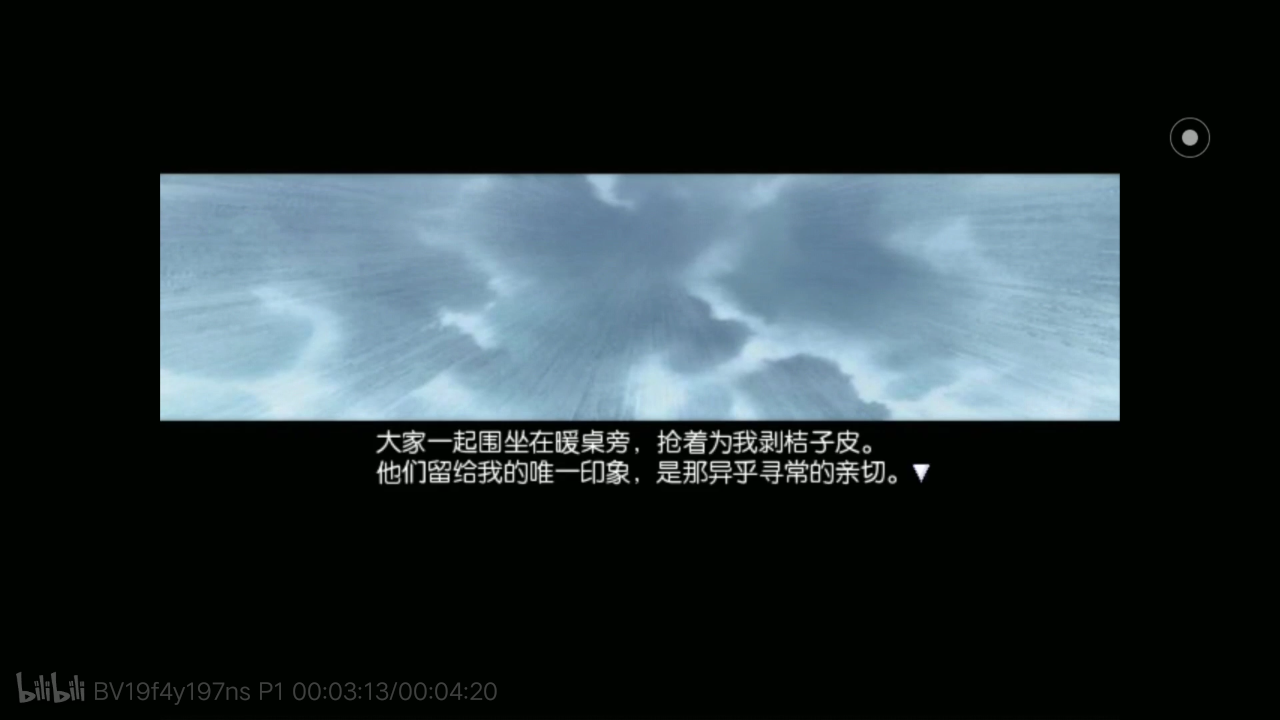 大家一起围坐在暖桌旁，抢着为我剥桔子皮。
他们留给我的唯一印象，是那异乎寻常的亲切。
bilibili BV19f4y197ns P1 00:03:13/00:04:20